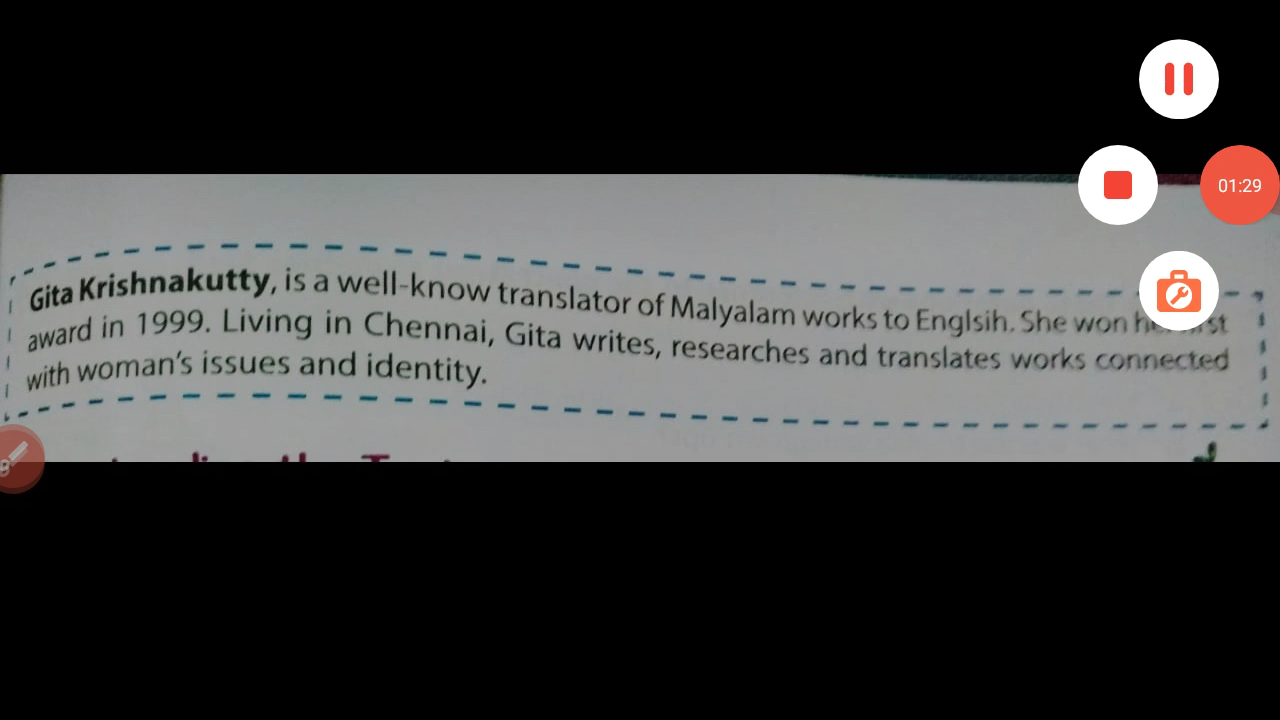 Gita Krishnakutty, is a well-know translator of Malyalam works to Englsih. She won
award in 1999. Living in Chennai, Gita writes, researches and translates works connected
with woman's issues and identity.
01:29